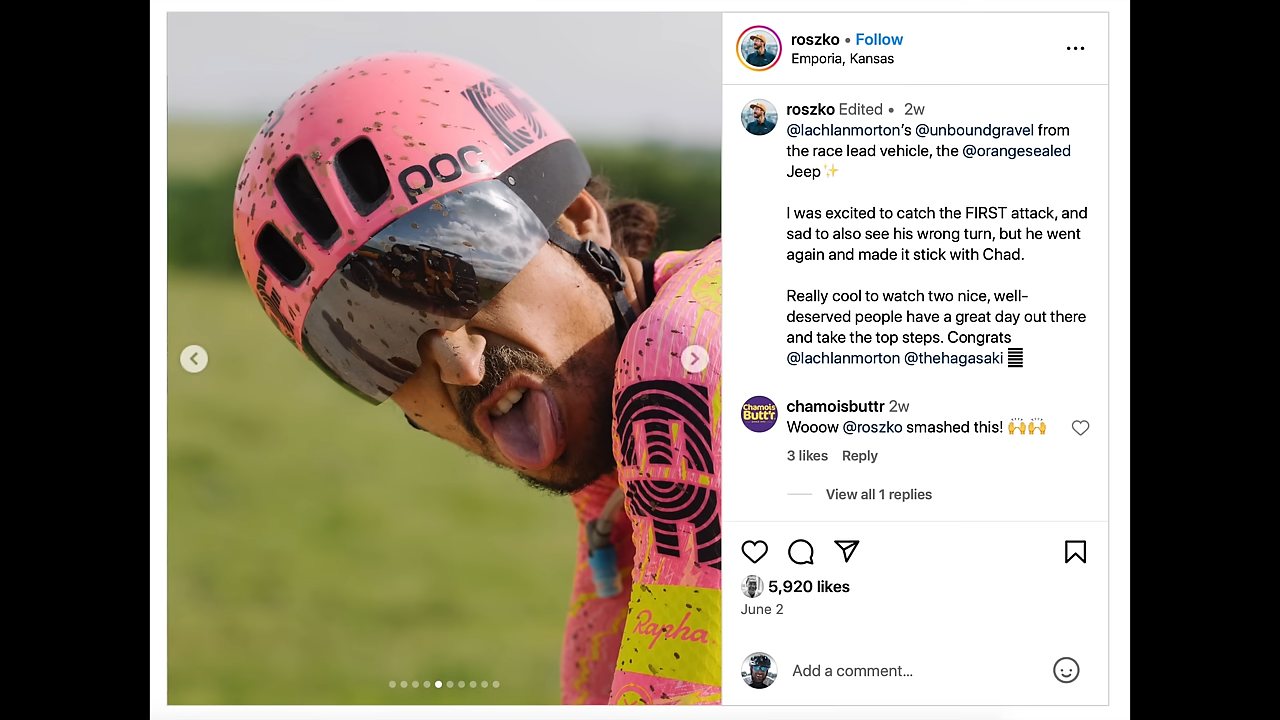 roszko • Follow
Emporia, Kansas
roszko Edited • 2w
@lachlanmorton's @unboundgravel from
the race lead vehicle, the @orangesealed
Jeep✨
I was excited to catch the FIRST attack, and
sad to also see his wrong turn, but he went
again and made it stick with Chad.
Really cool to watch two nice, well-
deserved people have a great day out there
and take the top steps. Congrats
@lachlanmorton @thehagasaki
Chamois
Butt'r
chamoisbuttr 2w
Wooow @roszko smashed this! 🙌🙌
3 likes Reply
View all 1 replies
5,920 likes
June 2
Add a comment...
POC
Rapha